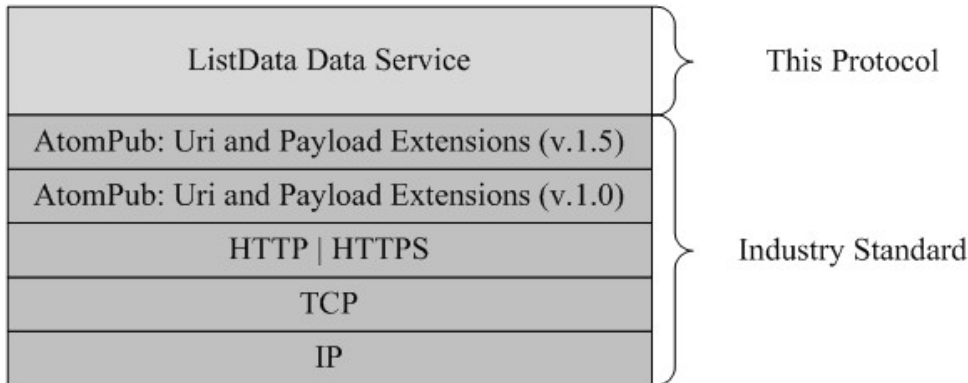 ListData Data Service
This Protocol
AtomPub: Uri and Payload Extensions (v.1.5)
AtomPub: Uri and Payload Extensions (v.1.0)
HTTP | HTTPS
Industry Standard
TCP
IP